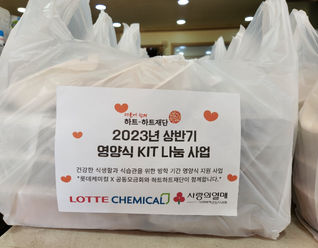 하트-하트재단
2023년 상반기
영양식 KIT 나눔 사업
건강한 식생활과 식습관을 위한 방학 기간 영양식 지원 사업
*롯데케미칼 X 공동모금회와 하트하트재단이 함께합니다.*
LOTTE CHEMICAL 사랑의열매